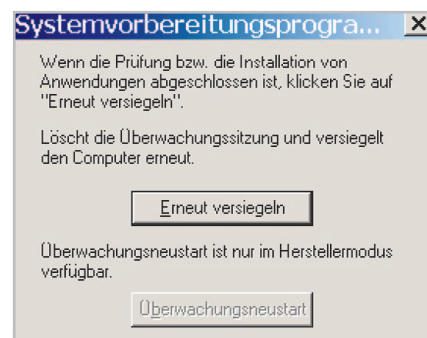 Systemvorbereitungsprogra...
Wenn die Prüfung bzw. die Installation von
Anwendungen abgeschlossen ist, klicken Sie auf
"Erneut versiegeln".
Löscht die Überwachungssitzung und versiegelt
den Computer erneut.
Erneut versiegeln
Überwachungsneustart ist nur im Herstellermodus
verfügbar.
Überwachungsneustart